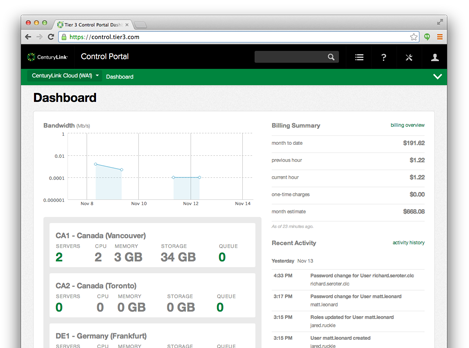 Tier 3 Control Portal Dash
https://control.tier3.com
CenturyLink
Control Portal
CenturyLink Cloud (WA1)
Dashboard
Dashboard
Bandwidth (Mb/s)
1
0.01
0.0001
0.000001
Nov 8
Nov 10
Nov 12
Nov 14
CA1 - Canada (Vancouver)
SERVERS CPU MEMORY STORAGE QUEUE
2 2 3 GB 34 GB 0
CA2 - Canada (Toronto)
SERVERS CPU MEMORY STORAGE QUEUE
0 0 0 GB 0 GB 0
DE1 - Germany (Frankfurt)
SERVERS CPU MEMORY STORAGE QUEUE
Billing Summary billing overview
month to date $191.62
previous hour $1.22
current hour $1.22
one-time charges $0.00
month estimate $668.08
As of 23 minutes ago.
Recent Activity activity history
Yesterday Nov 13
4:33 PM Password change for User richard.seroter.clc
richard.seroter.clc
3:17 PM Password change for User matt.leonard
matt.leonard
3:15 PM Roles updated for User matt.leonard
jared.ruckle
3:15 PM User matt.leonard created
jared.ruckle